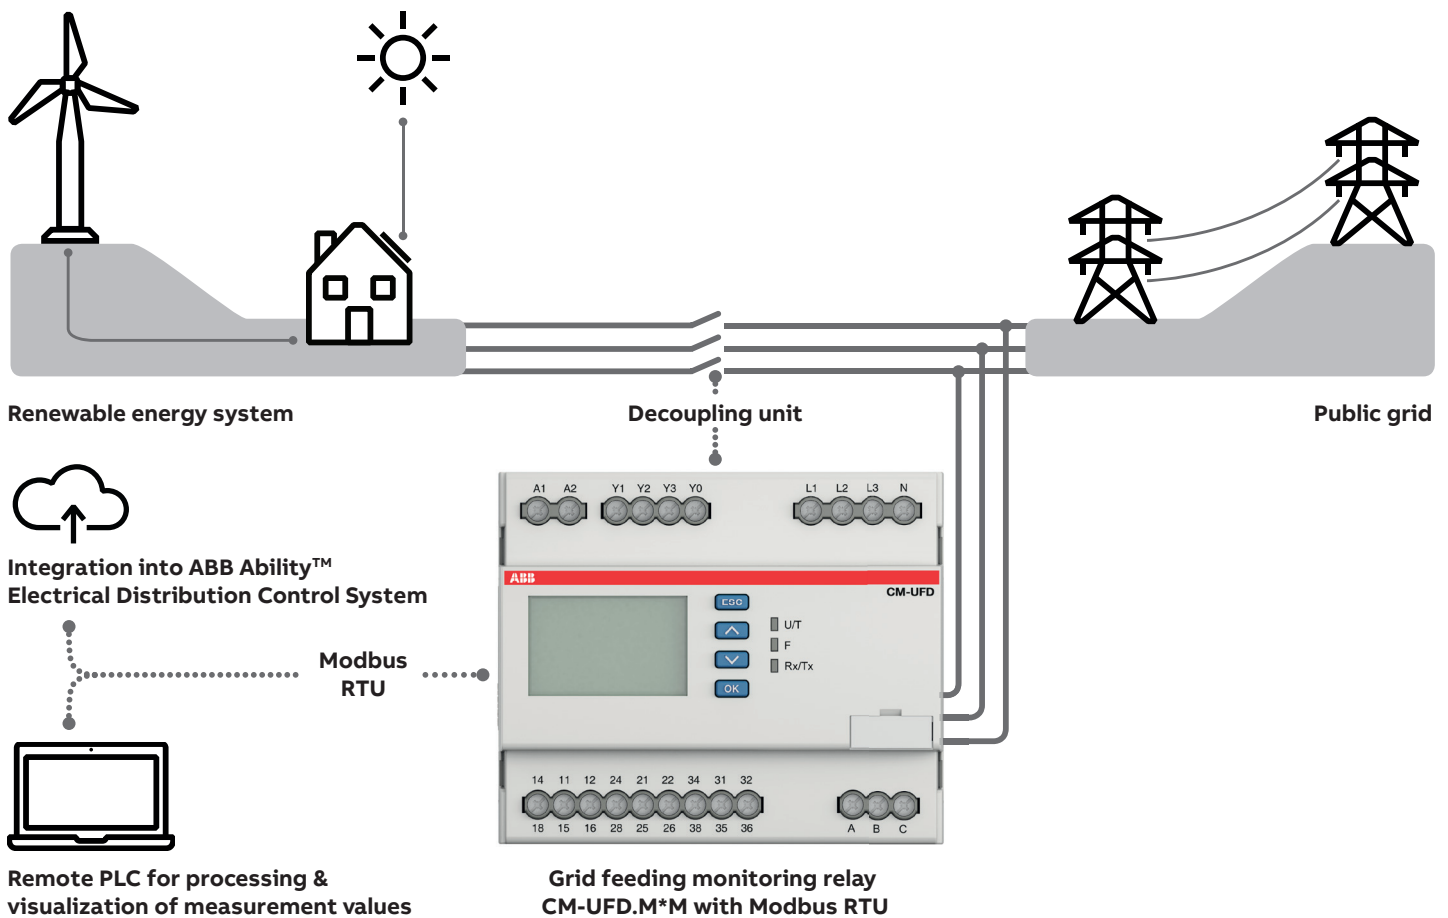 Renewable energy system
Decoupling unit
Public grid
Integration into ABB Ability™
Electrical Distribution Control System
Modbus
RTU
A1 A2 Y1 Y2 Y3 Y0 L1 L2 L3 N
ABB
CM-UFD
ESC
U/T
F
Rx/Tx
OK
14 11 12 24 21 22 34 31 32
18 15 16 28 25 26 38 35 36 A B C
Remote PLC for processing &
visualization of measurement values
Grid feeding monitoring relay
CM-UFD.M*M with Modbus RTU